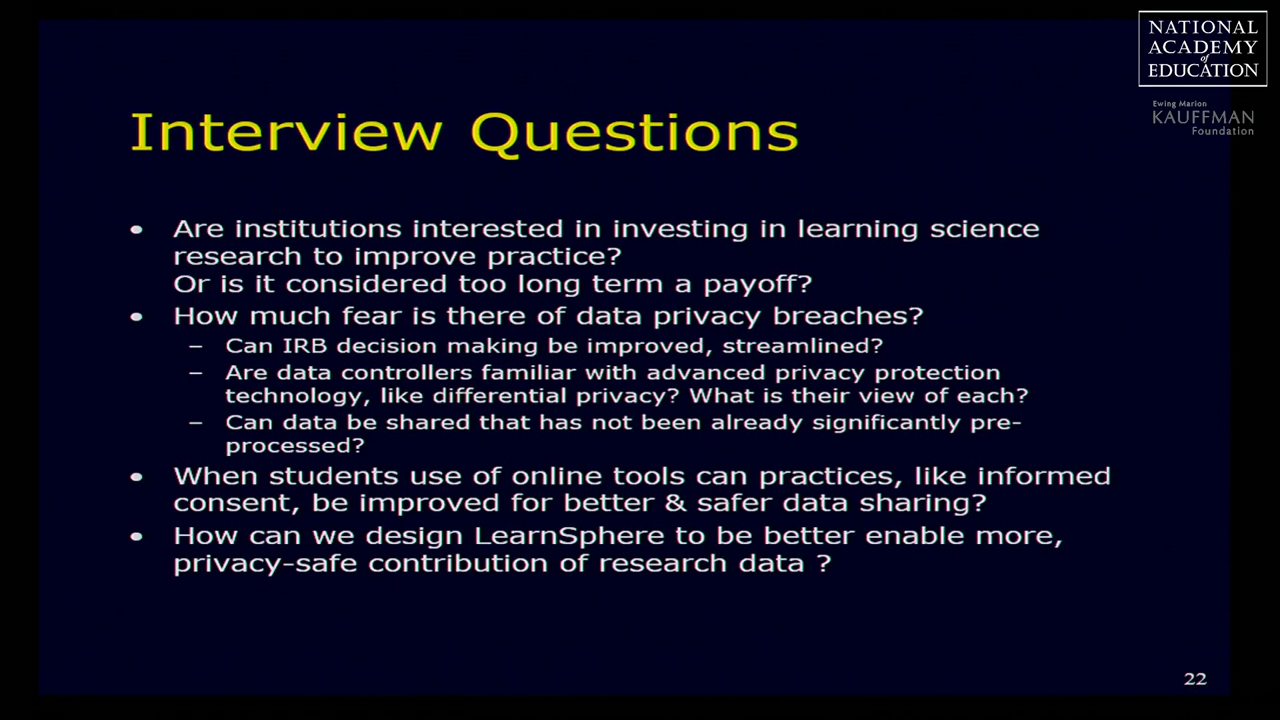 NATIONAL
ACADEMY
of
EDUCATION
Ewing Marion
KAUFFMAN
Foundation
Interview Questions
• Are institutions interested in investing in learning science
research to improve practice?
Or is it considered too long term a payoff?
• How much fear is there of data privacy breaches?
– Can IRB decision making be improved, streamlined?
– Are data controllers familiar with advanced privacy protection
technology, like differential privacy? What is their view of each?
– Can data be shared that has not been already significantly pre-
processed?
• When students use of online tools can practices, like informed
consent, be improved for better & safer data sharing?
• How can we design LearnSphere to be better enable more,
privacy-safe contribution of research data ?
22